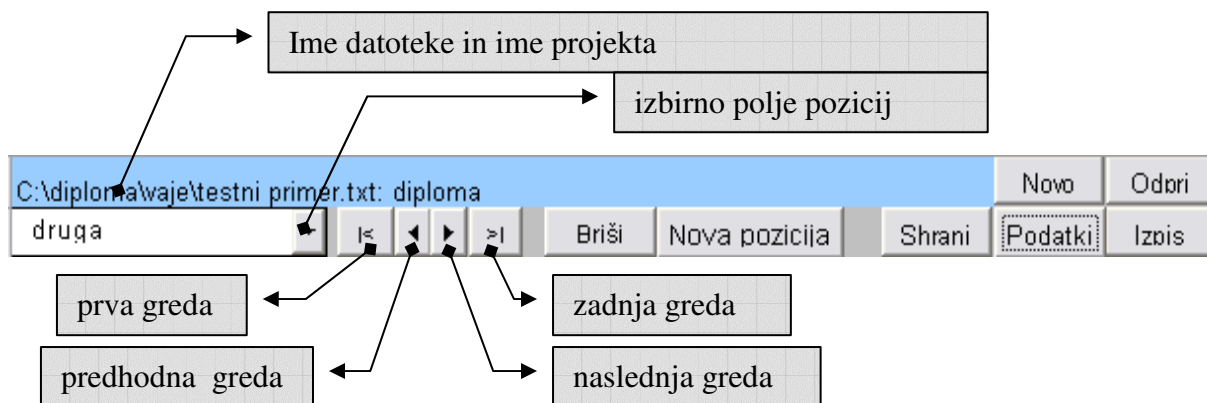 Ime datoteke in ime projekta
izbirno polje pozicij
C:\diploma\vaje\testni primer.txt: diploma
Novo Odpri
druga |< >| Briši Nova pozicija Shrani Podatki Izpis
prva greda zadnja greda
predhodna greda naslednja greda